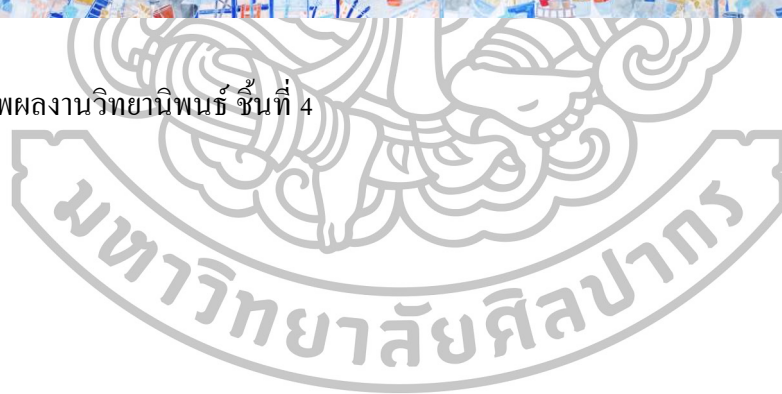 พผลงานวิทยานิพนธ์ ชิ้นที่ 4
มหาวิทยาลัยศิลปากร